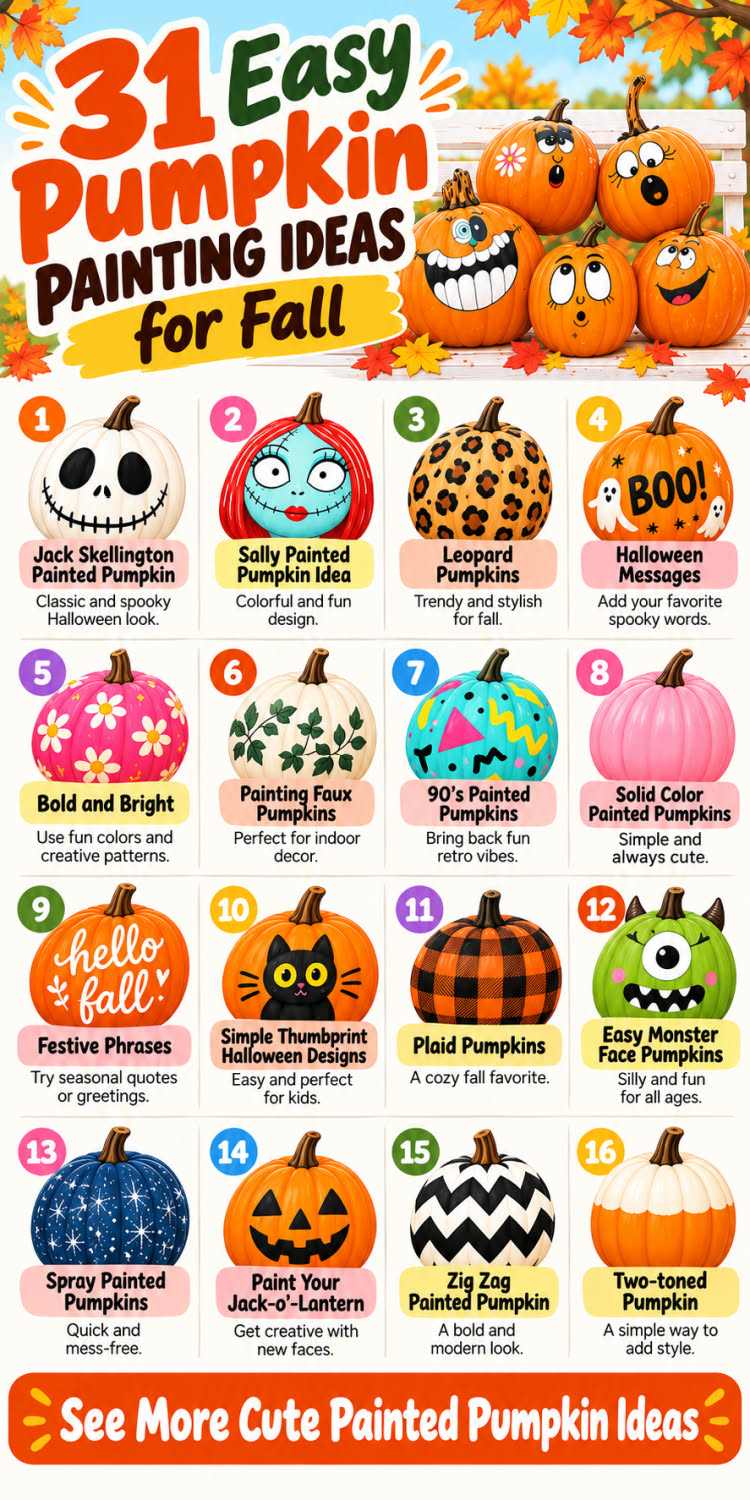 31 Easy
Pumpkin
PAINTING IDEAS
for Fall
1
Jack Skellington
Painted Pumpkin
Classic and spooky
Halloween look.
2
Sally Painted
Pumpkin Idea
Colorful and fun
design.
3
Leopard
Pumpkins
Trendy and stylish
for fall.
4
BOO!
Halloween
Messages
Add your favorite
spooky words.
5
Bold and Bright
Use fun colors and
creative patterns.
6
Painting Faux
Pumpkins
Perfect for indoor
decor.
7
90's Painted
Pumpkins
Bring back fun
retro vibes.
8
Solid Color
Painted Pumpkins
Simple and
always cute.
9
hello
fall!
Festive Phrases
Try seasonal quotes
or greetings.
10
Simple Thumbprint
Halloween Designs
Easy and perfect
for kids.
11
Plaid Pumpkins
A cozy fall favorite.
12
Easy Monster
Face Pumpkins
Silly and fun
for all ages.
13
Spray Painted
Pumpkins
Quick and
mess-free.
14
Paint Your
Jack-o'-Lantern
Get creative with
new faces.
15
Zig Zag
Painted Pumpkin
A bold and
modern look.
16
Two-toned
Pumpkin
A simple way to
add style.
See More Cute Painted Pumpkin Ideas